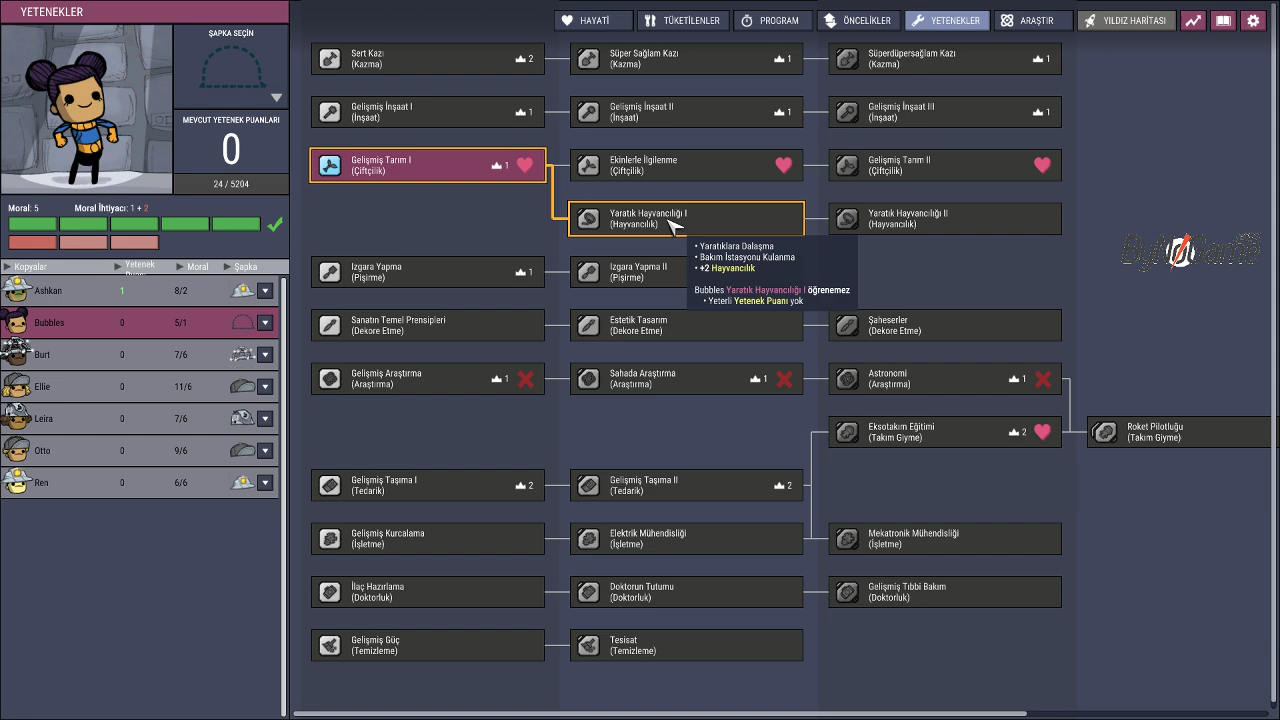 YETENEKLER
HAYATİ
TÜKETİLENLER
PROGRAM
ÖNCELİKLER
YETENEKLER
ARAŞTIR
YILDIZ HARİTASI
ŞAPKA SEÇİN
MEVCUT YETENEK PUANLARI
0
24 / 5204
Moral: 5
Moral İhtiyacı: 1 + 2
Kopyalar
Yetenek
Moral
Şapka
Ashkan 1 8/2
Bubbles 0 5/1
Burt 0 7/6
Ellie 0 11/6
Leira 0 7/6
Otto 0 9/6
Ren 0 6/6
Sert Kazı
(Kazma)
2
Süper Sağlam Kazı
(Kazma)
1
Süperdüpersağlam Kazı
(Kazma)
1
Gelişmiş İnşaat I
(İnşaat)
1
Gelişmiş İnşaat II
(İnşaat)
1
Gelişmiş İnşaat III
(İnşaat)
1
Gelişmiş Tarım I
(Çiftçilik)
1
Ekinlerle İlgilenme
(Çiftçilik)
Gelişmiş Tarım II
(Çiftçilik)
Yaratık Hayvancılığı I
(Hayvancılık)
Yaratık Hayvancılığı II
(Hayvancılık)
• Yaratıklara Dalaşma
• Bakım İstasyonu Kulanma
• +2 Hayvancılık
Bubbles Yaratık Hayvancılığı I öğrenemez
• Yeterli Yetenek Puanı yok
Izgara Yapma
(Pişirme)
1
Izgara Yapma II
(Pişirme)
Sanatın Temel Prensipleri
(Dekore Etme)
Estetik Tasarım
(Dekore Etme)
Şaheserler
(Dekore Etme)
Gelişmiş Araştırma
(Araştırma)
1
Sahada Araştırma
(Araştırma)
1
Astronomi
(Araştırma)
1
Eksotakım Eğitimi
(Takım Giyme)
2
Roket Pilotluğu
(Takım Giyme)
Gelişmiş Taşıma I
(Tedarik)
2
Gelişmiş Taşıma II
(Tedarik)
2
Gelişmiş Kurcalama
(İşletme)
Elektrik Mühendisliği
(İşletme)
Mekatronik Mühendisliği
(İşletme)
İlaç Hazırlama
(Doktorluk)
Doktorun Tutumu
(Doktorluk)
Gelişmiş Tıbbi Bakım
(Doktorluk)
Gelişmiş Güç
(Temizleme)
Tesisat
(Temizleme)